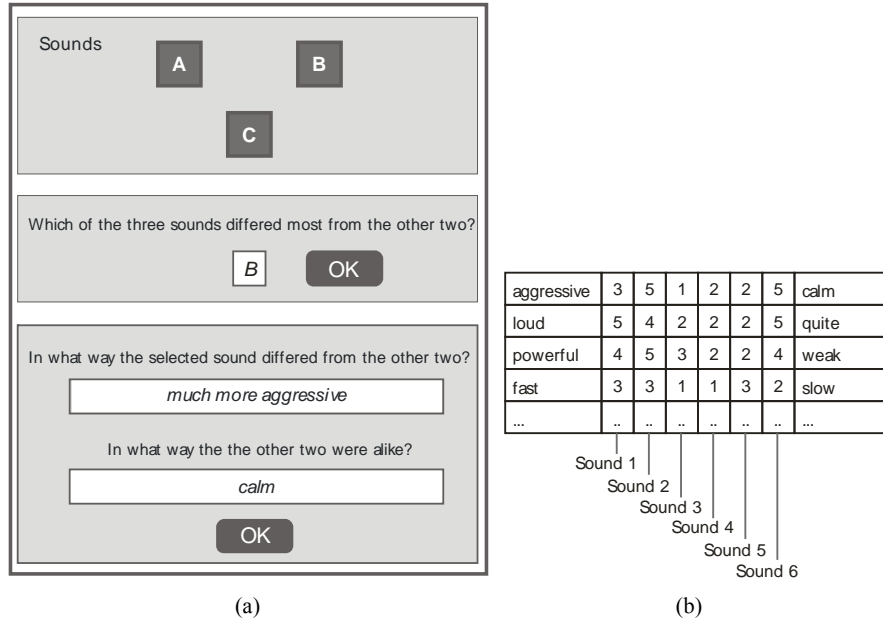 Sounds
A
B
C
Which of the three sounds differed most from the other two?
B OK
In what way the selected sound differed from the other two?
much more aggressive
In what way the the other two were alike?
calm
OK
(a)
aggressive 3 5 1 2 2 5 calm
loud 5 4 2 2 2 5 quite
powerful 4 5 3 2 2 4 weak
fast 3 3 1 1 3 2 slow
... .. .. .. .. .. .. ...
Sound 1
Sound 2
Sound 3
Sound 4
Sound 5
Sound 6
(b)